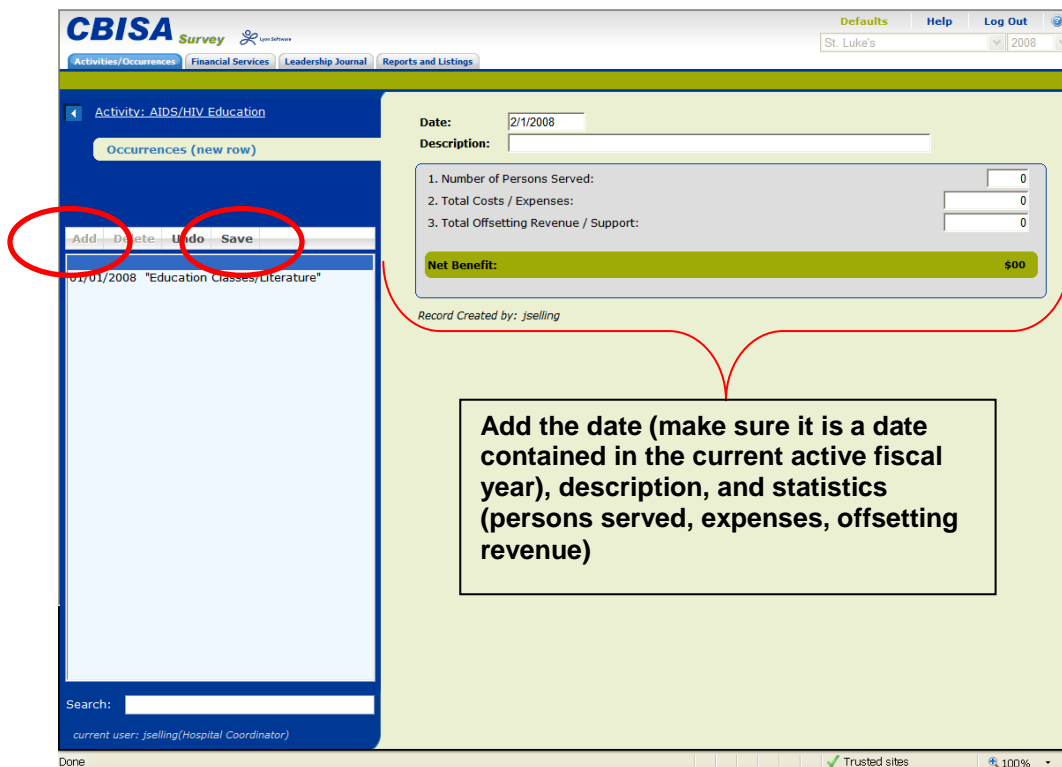 CBISA Survey Lyon Software
Defaults Help Log Out
St. Luke's 2008
Activities/Occurrences Financial Services Leadership Journal Reports and Listings
Activity: AIDS/HIV Education
Occurrences (new row)
Add Delete Undo Save
01/01/2008 "Education Classes/Literature"
Search:
current user: jselling(Hospital Coordinator)
Date: 2/1/2008
Description:
1. Number of Persons Served: 0
2. Total Costs / Expenses: 0
3. Total Offsetting Revenue / Support: 0
Net Benefit: $00
Record Created by: jselling
Add the date (make sure it is a date
contained in the current active fiscal
year), description, and statistics
(persons served, expenses, offsetting
revenue)
Done Trusted sites 100%